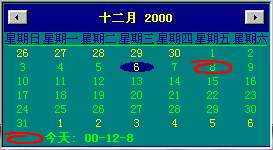 十二月 2000
星期日 星期一 星期二 星期三 星期四 星期五 星期六
26 27 28 29 30 1 2
3 4 5 6 7 8 9
10 11 12 13 14 15 16
17 18 19 20 21 22 23
24 25 26 27 28 29 30
31 1 2 3 4 5 6
今天: 00-12-8